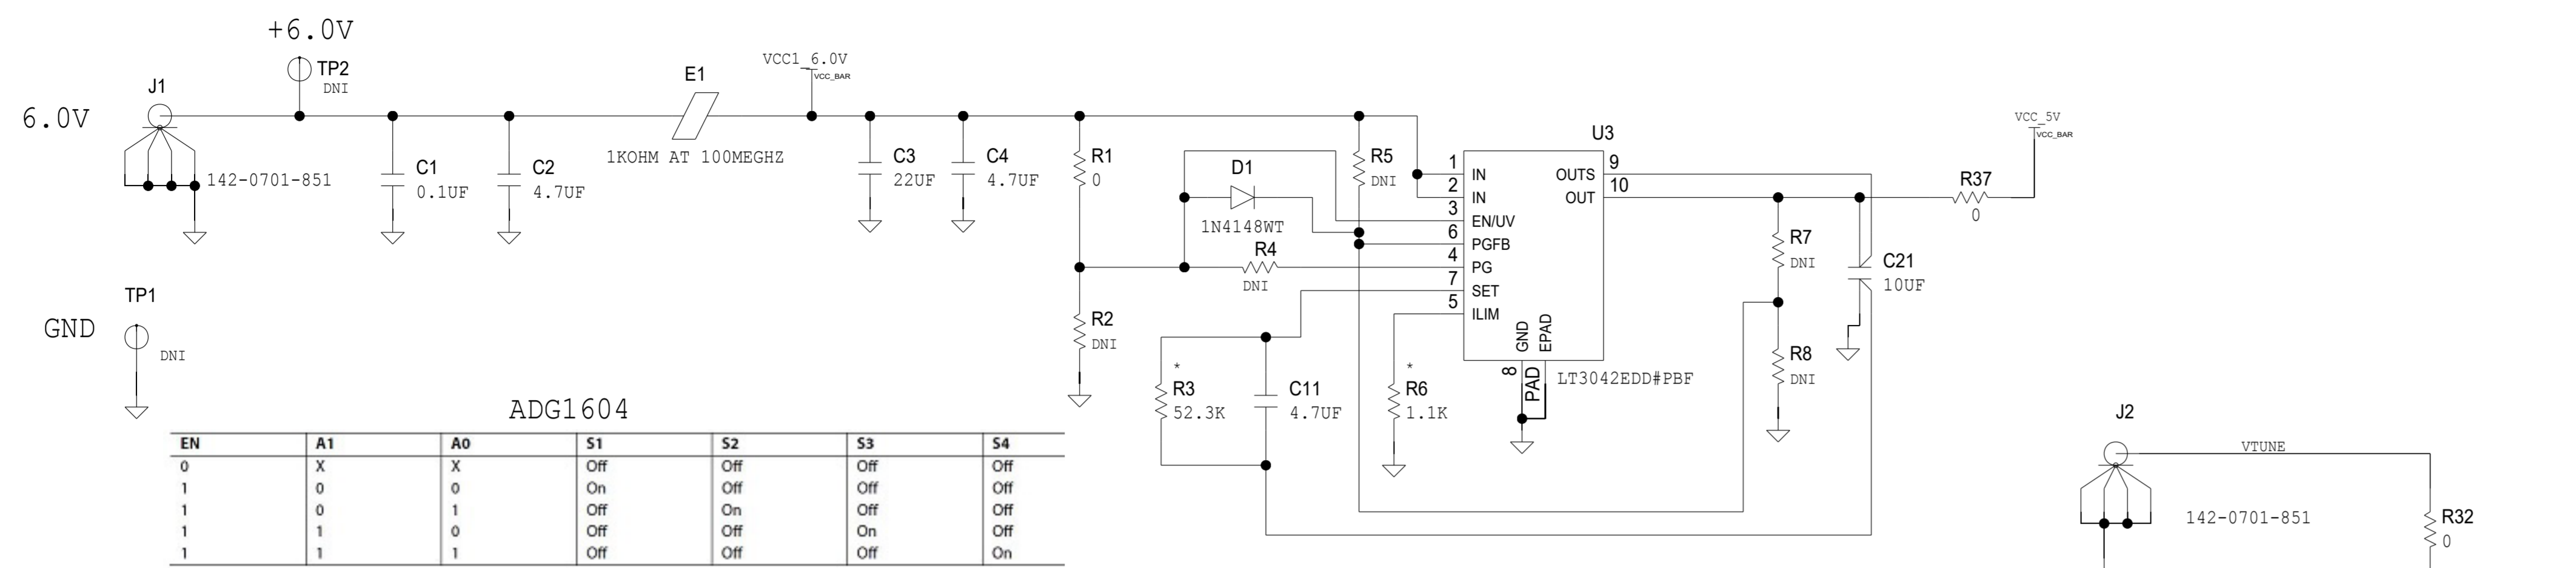 +6.0V
TP2
DNI
J1
6.0V
142-0701-851
C1
0.1UF
C2
4.7UF
E1
1KOHM AT 100MEGHZ
VCC1_6.0V
VCC_BAR
C3
22UF
C4
4.7UF
R1
0
R2
DNI
D1
1N4148WT
R4
DNI
R5
DNI
U3
1 IN OUTS 9
2 IN OUT 10
3 EN/UV
6 PGFB
4 PG
7 SET
5 ILIM
GND
EPAD
8
PAD
LT3042EDD#PBF
*
R3
52.3K
C11
4.7UF
*
R6
1.1K
R7
DNI
R8
DNI
C21
10UF
R37
0
VCC_5V
VCC_BAR
TP1
GND
DNI
ADG1604
EN A1 A0 S1 S2 S3 S4
0 X X Off Off Off Off
1 0 0 On Off Off Off
1 0 1 Off On Off Off
1 1 0 Off Off On Off
1 1 1 Off Off Off On
J2
VTUNE
142-0701-851
R32
0